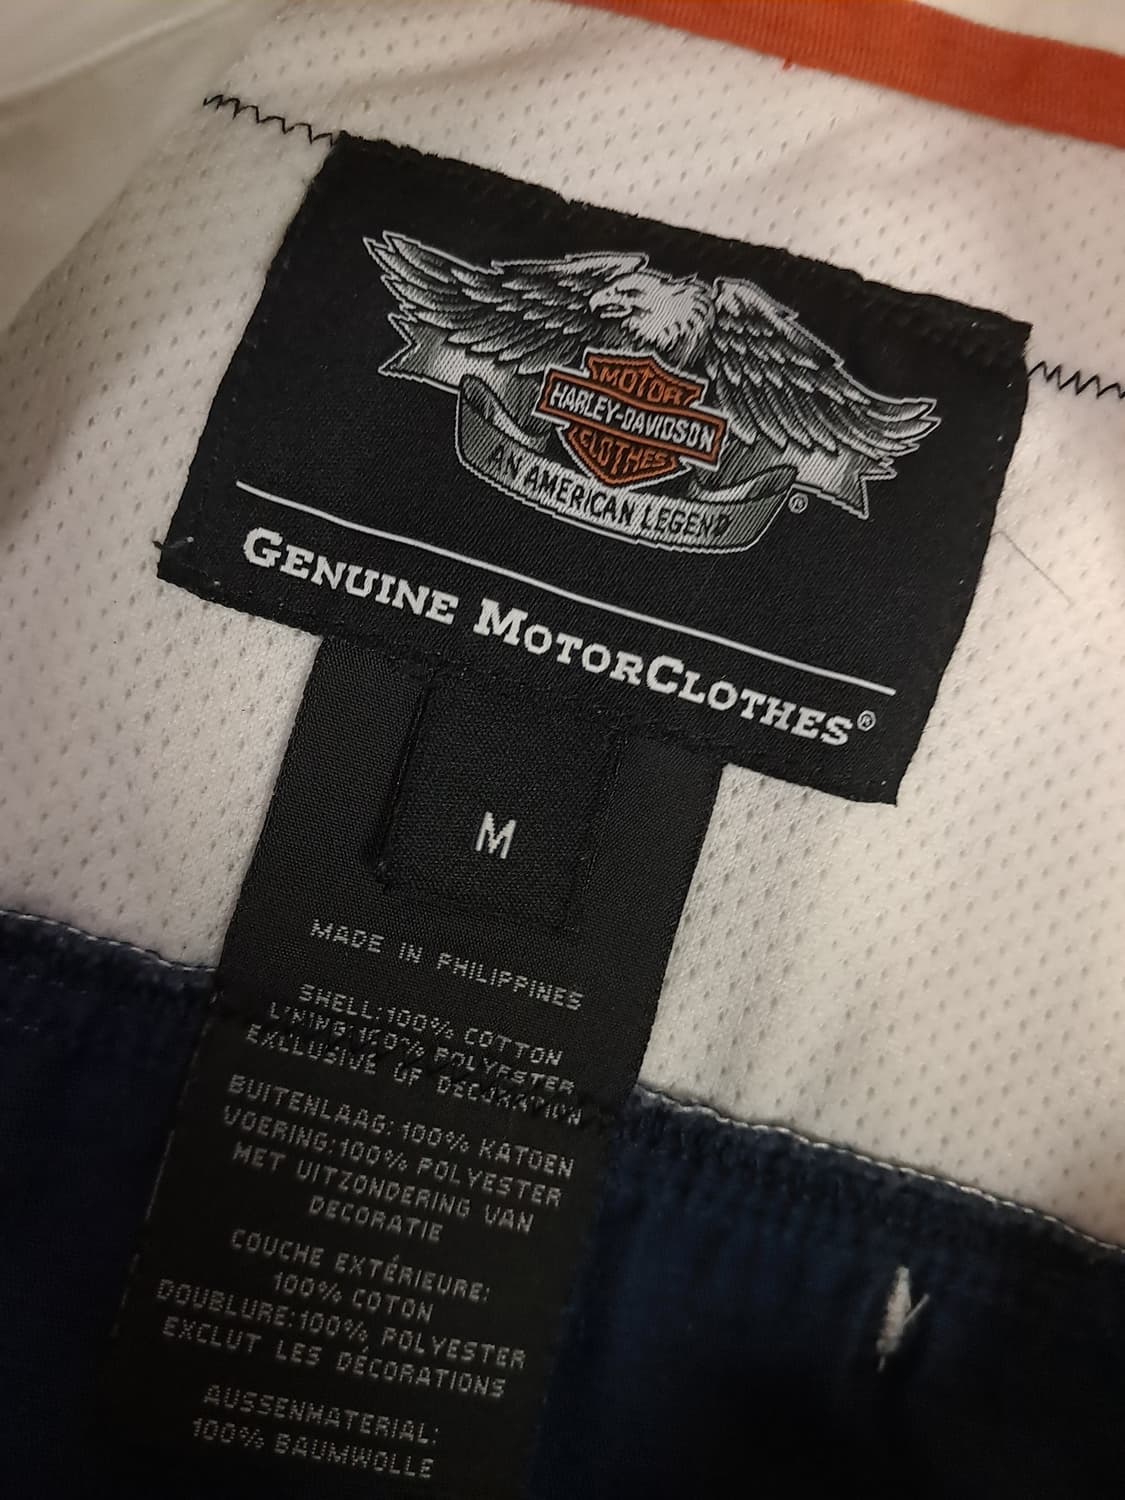 MOTOR
HARLEY-DAVIDSON
CLOTHES
AN AMERICAN LEGEND
®
GENUINE MOTORCLOTHES®
M
MADE IN PHILIPPINES
SHELL:100% COTTON
LINING:100% POLYESTER
EXCLUSIVE OF DECORATION
BUITENLAAG: 100% KATOEN
VOERING:100% POLYESTER
MET UITZONDERING VAN
DECORATIE
COUCHE EXTÉRIEURE:
100% COTON
DOUBLURE:100% POLYESTER
EXCLUT LES DÉCORATIONS
AUSSENMATERIAL:
100% BAUMWOLLE